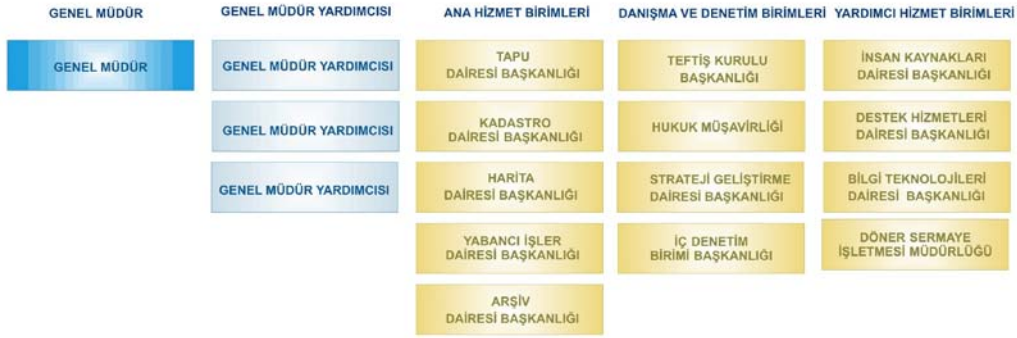 GENEL MÜDÜR
GENEL MÜDÜR YARDIMCISI
ANA HİZMET BİRİMLERİ
DANIŞMA VE DENETİM BİRİMLERİ
YARDIMCI HİZMET BİRİMLERİ
GENEL MÜDÜR
GENEL MÜDÜR YARDIMCISI
GENEL MÜDÜR YARDIMCISI
GENEL MÜDÜR YARDIMCISI
TAPU
DAİRESİ BAŞKANLIĞI
KADASTRO
DAİRESİ BAŞKANLIĞI
HARİTA
DAİRESİ BAŞKANLIĞI
YABANCI İŞLER
DAİRESİ BAŞKANLIĞI
ARŞİV
DAİRESİ BAŞKANLIĞI
TEFTİŞ KURULU
BAŞKANLIĞI
HUKUK MÜŞAVİRLİĞİ
STRATEJİ GELİŞTİRME
DAİRESİ BAŞKANLIĞI
İÇ DENETİM
BİRİMİ BAŞKANLIĞI
İNSAN KAYNAKLARI
DAİRESİ BAŞKANLIĞI
DESTEK HİZMETLERİ
DAİRESİ BAŞKANLIĞI
BİLGİ TEKNOLOJİLERİ
DAİRESİ BAŞKANLIĞI
DÖNER SERMAYE
İŞLETMESİ MÜDÜRLÜĞÜ